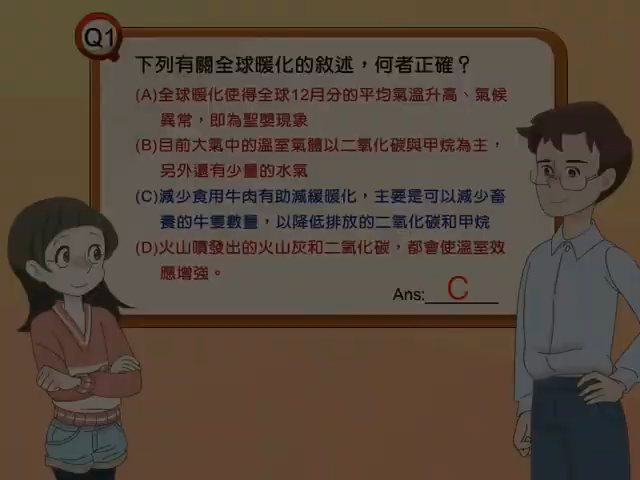 Q1
下列有關全球暖化的敘述，何者正確？
(A)全球暖化使得全球12月分的平均氣溫升高、氣候
異常，即為聖嬰現象
(B)目前大氣中的溫室氣體以二氧化碳與甲烷為主，
另外還有少量的水氣
(C)減少食用牛肉有助減緩暖化，主要是可以減少畜
養的牛隻數量，以降低排放的二氧化碳和甲烷
(D)火山噴發出的火山灰和二氧化碳，都會使溫室效
應增強。
Ans: C